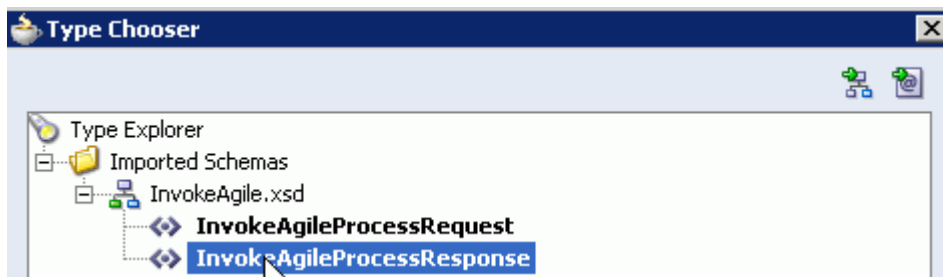 Type Chooser
Type Explorer
Imported Schemas
InvokeAgile.xsd
InvokeAgileProcessRequest
InvokeAgileProcessResponse